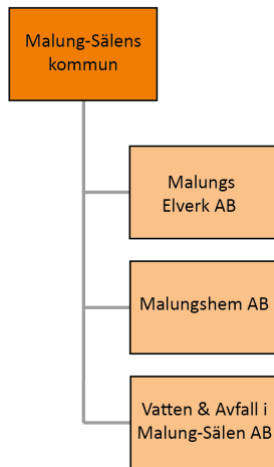 Malung-Sälens
kommun
Malungs
Elverk AB
Malungshem AB
Vatten & Avfall i
Malung-Sälen AB